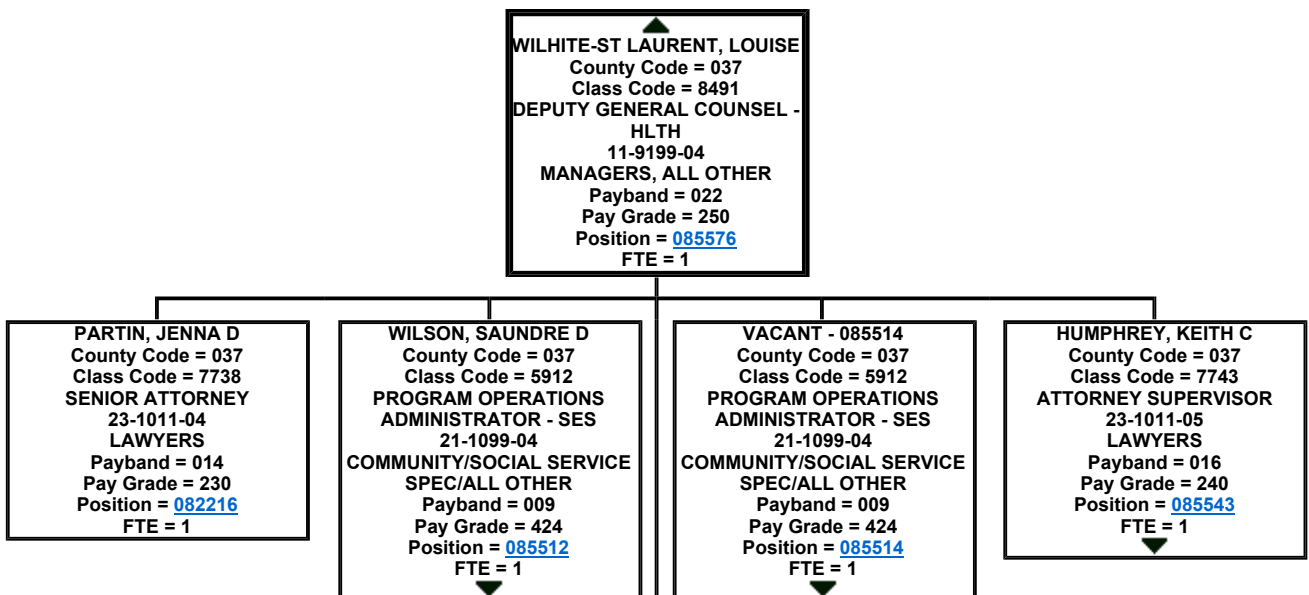 WILHITE-ST LAURENT, LOUISE
County Code = 037
Class Code = 8491
DEPUTY GENERAL COUNSEL -
HLTH
11-9199-04
MANAGERS, ALL OTHER
Payband = 022
Pay Grade = 250
Position = 085576
FTE = 1
PARTIN, JENNA D
County Code = 037
Class Code = 7738
SENIOR ATTORNEY
23-1011-04
LAWYERS
Payband = 014
Pay Grade = 230
Position = 082216
FTE = 1
WILSON, SAUNDRE D
County Code = 037
Class Code = 5912
PROGRAM OPERATIONS
ADMINISTRATOR - SES
21-1099-04
COMMUNITY/SOCIAL SERVICE
SPEC/ALL OTHER
Payband = 009
Pay Grade = 424
Position = 085512
FTE = 1
VACANT - 085514
County Code = 037
Class Code = 5912
PROGRAM OPERATIONS
ADMINISTRATOR - SES
21-1099-04
COMMUNITY/SOCIAL SERVICE
SPEC/ALL OTHER
Payband = 009
Pay Grade = 424
Position = 085514
FTE = 1
HUMPHREY, KEITH C
County Code = 037
Class Code = 7743
ATTORNEY SUPERVISOR
23-1011-05
LAWYERS
Payband = 016
Pay Grade = 240
Position = 085543
FTE = 1